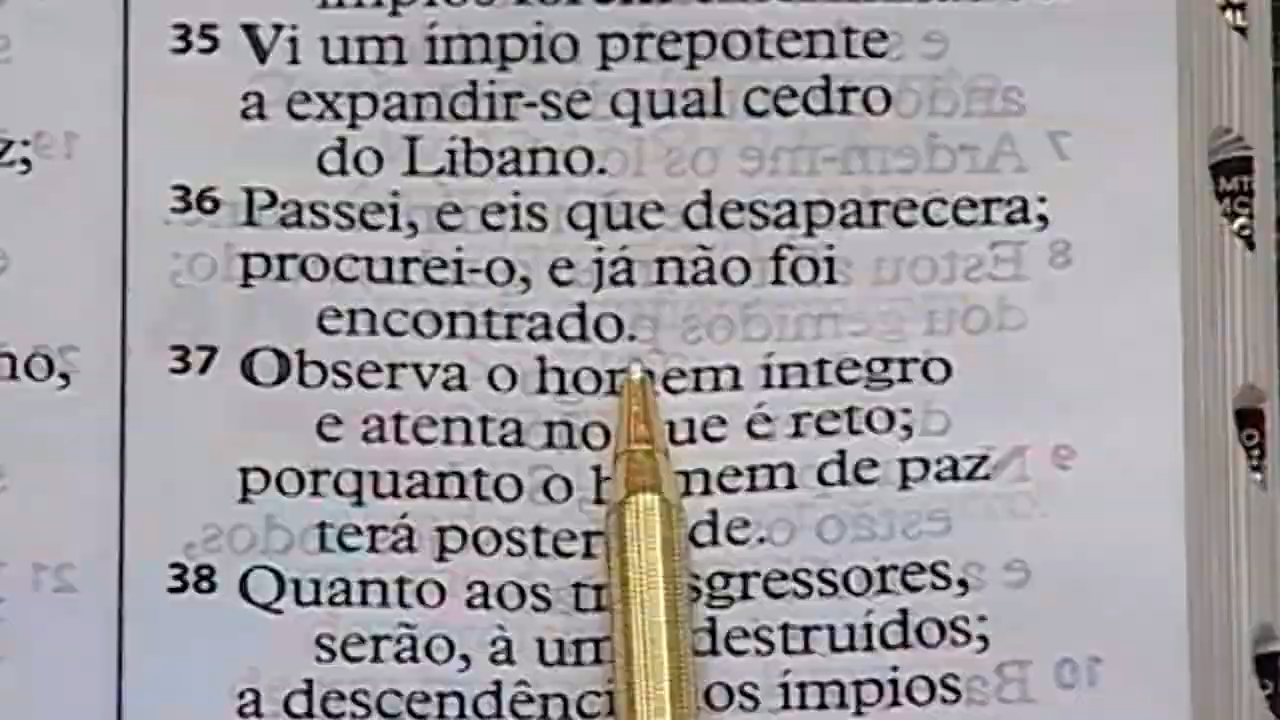 35 Vi um ímpio prepotente
a expandir-se qual cedro
do Líbano.
36 Passei, e eis que desaparecera;
procurei-o, e já não foi
encontrado.
37 Observa o homem íntegro
e atenta no que é reto;
porquanto o homem de paz
terá posteridade.
38 Quanto aos transgressores,
serão, à uma, destruídos;
a descendência dos ímpios